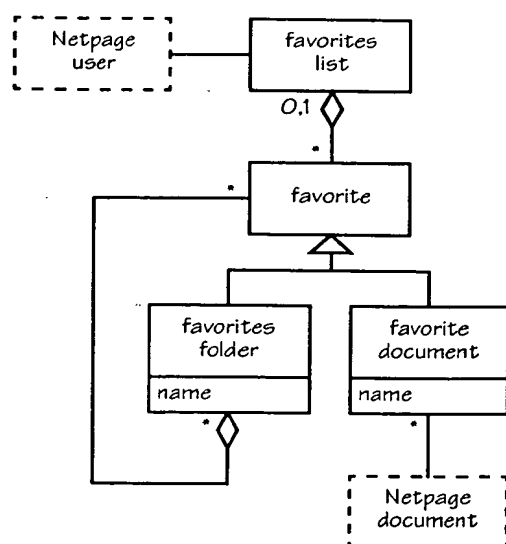 Netpage
user
favorites
list
0,1
*
*
favorite
favorites
folder
name
favorite
document
name
*
*
Netpage
document